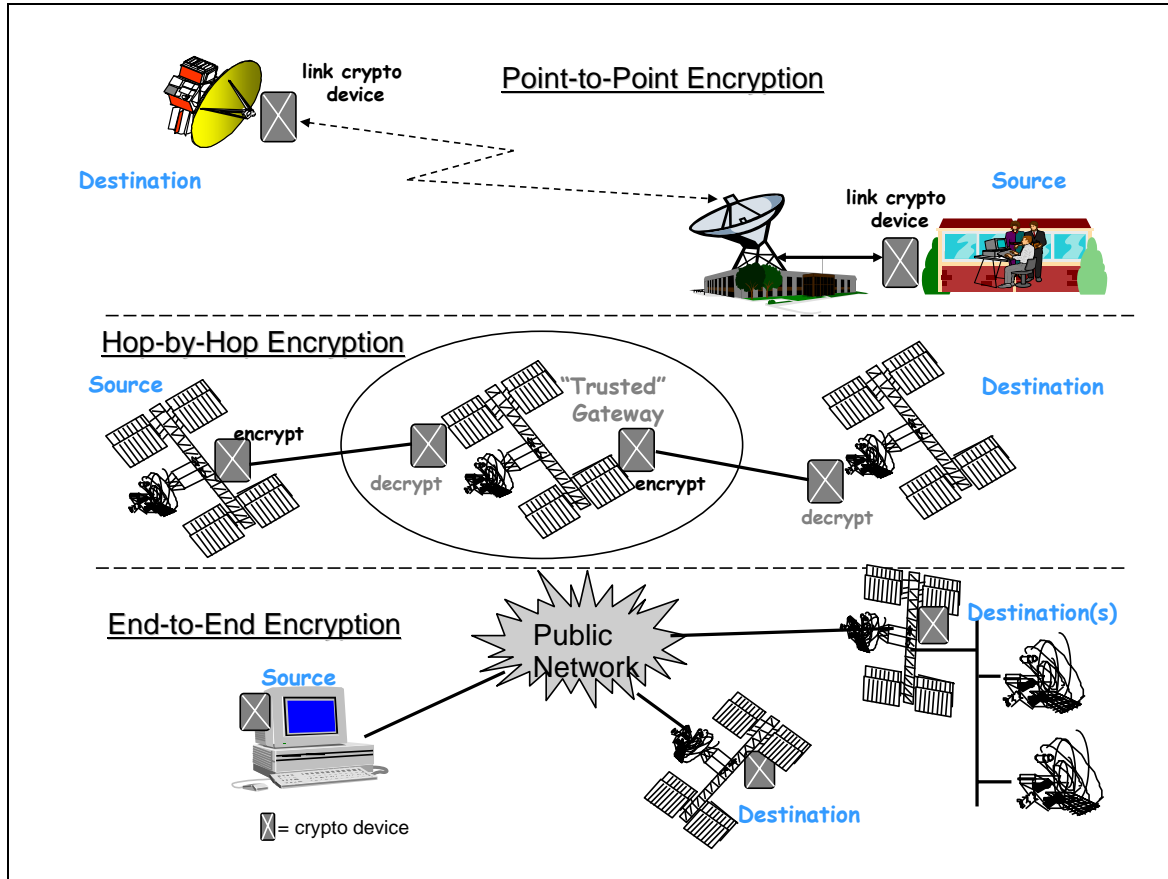 Point-to-Point Encryption
link crypto
device
Destination
Source
link crypto
device
Hop-by-Hop Encryption
Source
encrypt
decrypt
“Trusted”
Gateway
encrypt
Destination
decrypt
End-to-End Encryption
Source
Public
Network
Destination(s)
Destination
= crypto device